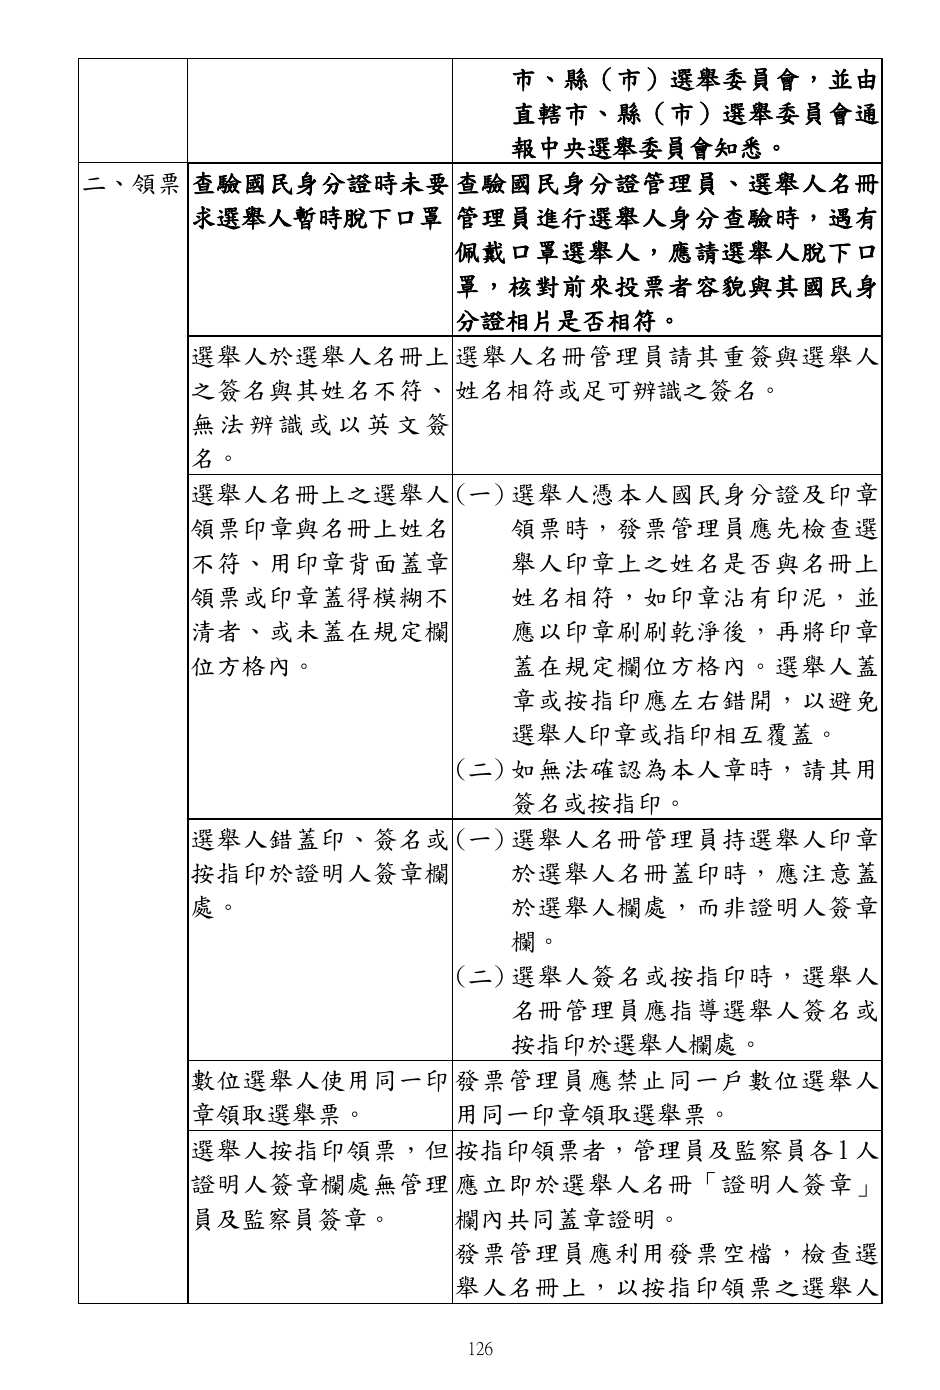 市、縣（市）選舉委員會，並由
直轄市、縣（市）選舉委員會通
報中央選舉委員會知悉。
二、領票
查驗國民身分證時未要
求選舉人暫時脫下口罩
查驗國民身分證管理員、選舉人名冊
管理員進行選舉人身分查驗時，遇有
佩戴口罩選舉人，應請選舉人脫下口
罩，核對前來投票者容貌與其國民身
分證相片是否相符。
選舉人於選舉人名冊上
之簽名與其姓名不符、
無法辨識或以英文簽
名。
選舉人名冊管理員請其重簽與選舉人
姓名相符或足可辨識之簽名。
選舉人名冊上之選舉人
領票印章與名冊上姓名
不符、用印章背面蓋章
領票或印章蓋得模糊不
清者、或未蓋在規定欄
位方格內。
(一)選舉人憑本人國民身分證及印章
領票時，發票管理員應先檢查選
舉人印章上之姓名是否與名冊上
姓名相符，如印章沾有印泥，並
應以印章刷刷乾淨後，再將印章
蓋在規定欄位方格內。選舉人蓋
章或按指印應左右錯開，以避免
選舉人印章或指印相互覆蓋。
(二)如無法確認為本人章時，請其用
簽名或按指印。
選舉人錯蓋印、簽名或
按指印於證明人簽章欄
處。
(一)選舉人名冊管理員持選舉人印章
於選舉人名冊蓋印時，應注意蓋
於選舉人欄處，而非證明人簽章
欄。
(二)選舉人簽名或按指印時，選舉人
名冊管理員應指導選舉人簽名或
按指印於選舉人欄處。
數位選舉人使用同一印
章領取選舉票。
發票管理員應禁止同一戶數位選舉人
用同一印章領取選舉票。
選舉人按指印領票，但
證明人簽章欄處無管理
員及監察員簽章。
按指印領票者，管理員及監察員各1人
應立即於選舉人名冊「證明人簽章」
欄內共同蓋章證明。
發票管理員應利用發票空檔，檢查選
舉人名冊上，以按指印領票之選舉人
126